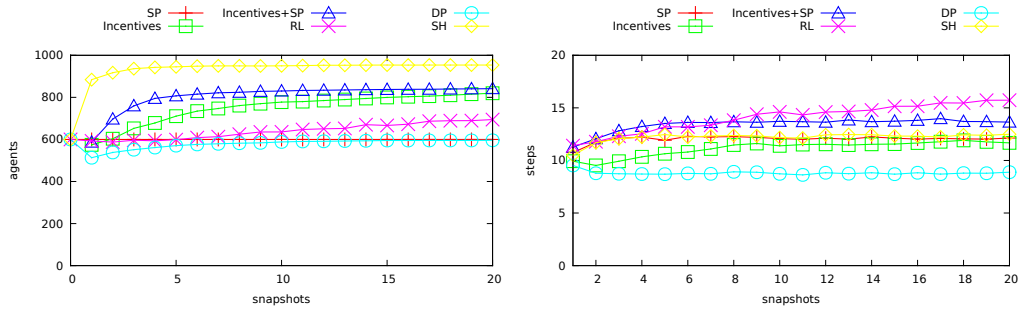 SP Incentives+SP DP
Incentives RL SH
1000
800
600
400
200
0
agents
0 5 10 15 20
snapshots
SP Incentives+SP DP
Incentives RL SH
20
15
10
5
0
steps
2 4 6 8 10 12 14 16 18 20
snapshots